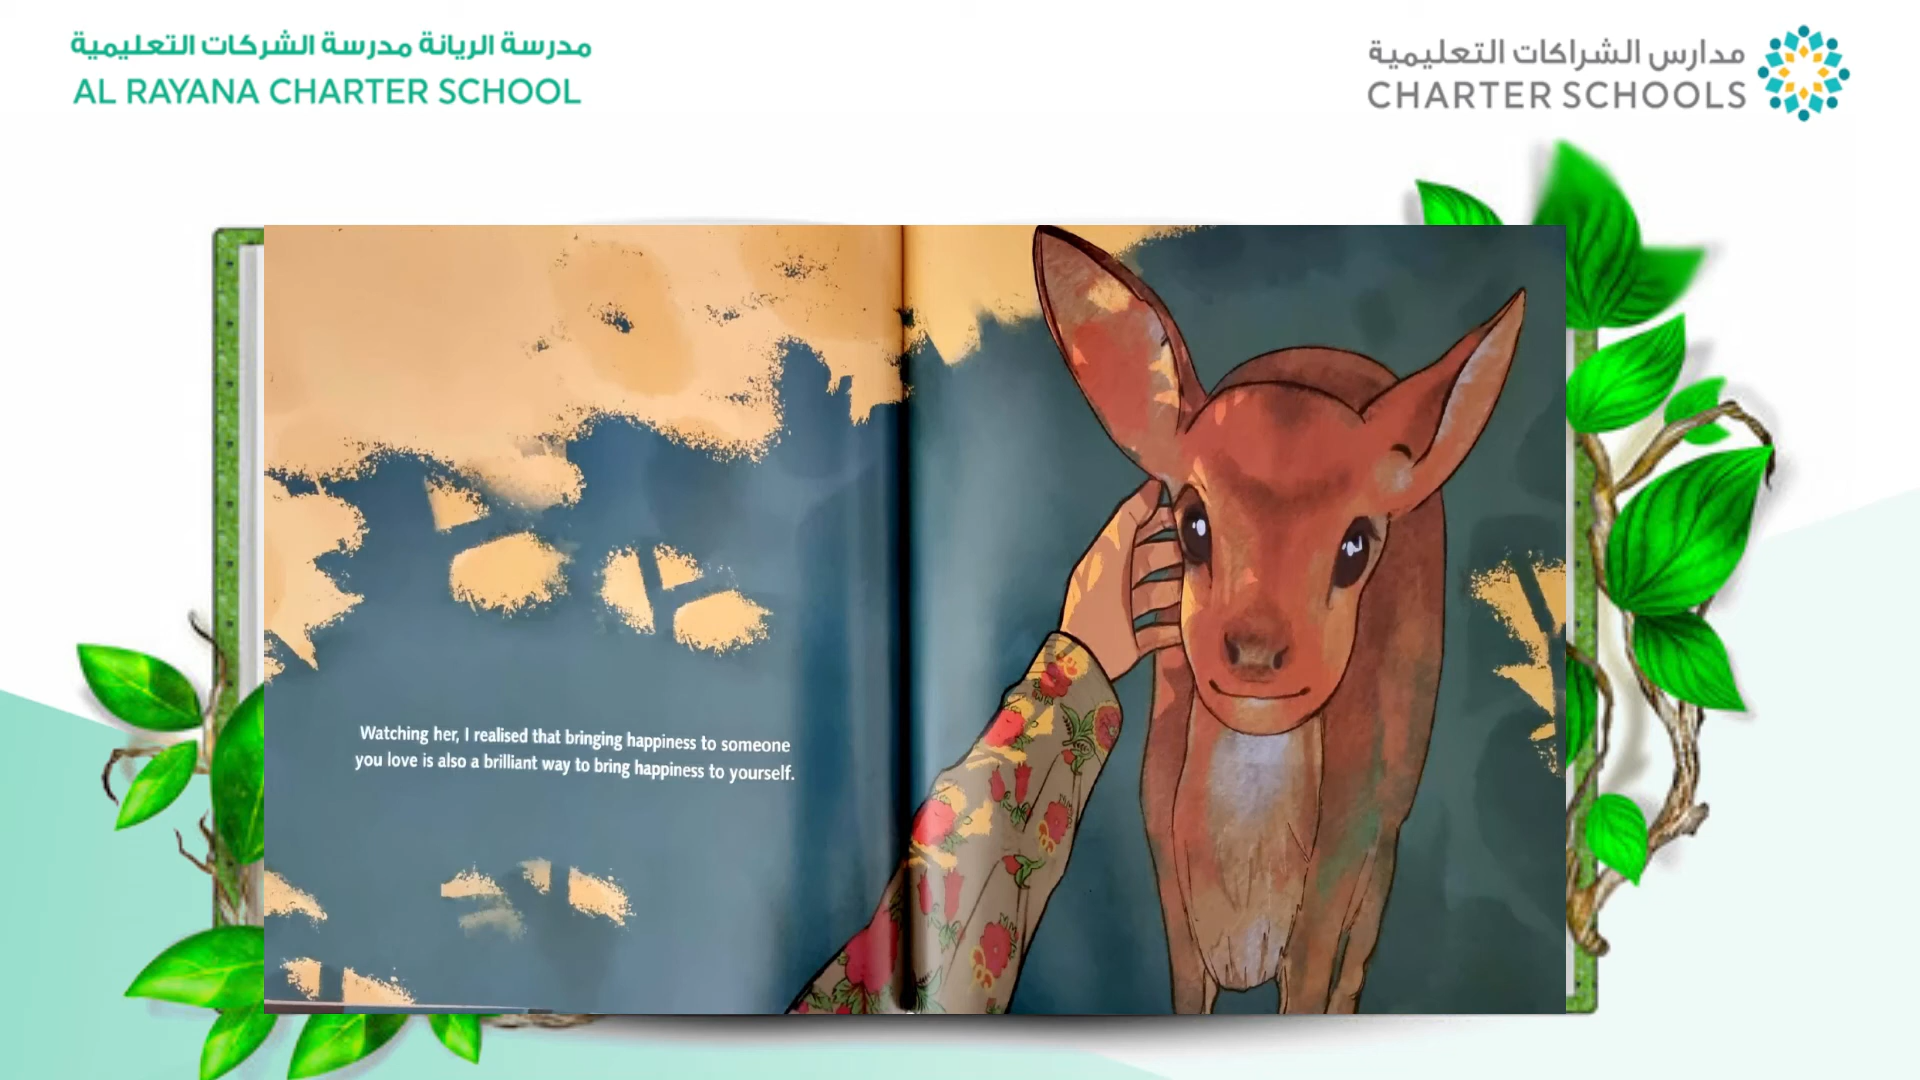 مدرسة الريانة مدرسة الشركات التعليمية
AL RAYANA CHARTER SCHOOL
مدارس الشراكات التعليمية
CHARTER SCHOOLS
Watching her, I realised that bringing happiness to someone
you love is also a brilliant way to bring happiness to yourself.